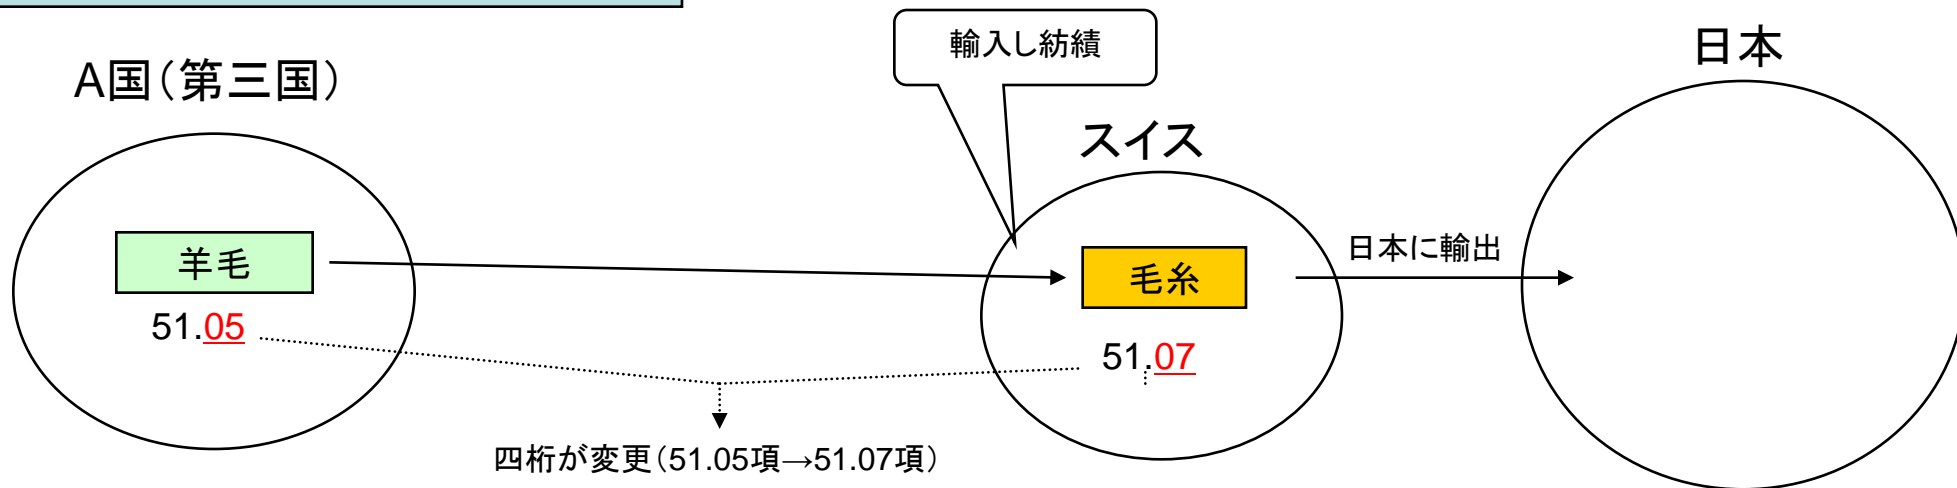 輸入し紡績
日本
A国（第三国）
スイス
羊毛
毛糸
日本に輸出
51.05
51.07
四桁が変更（51.05項→51.07項）